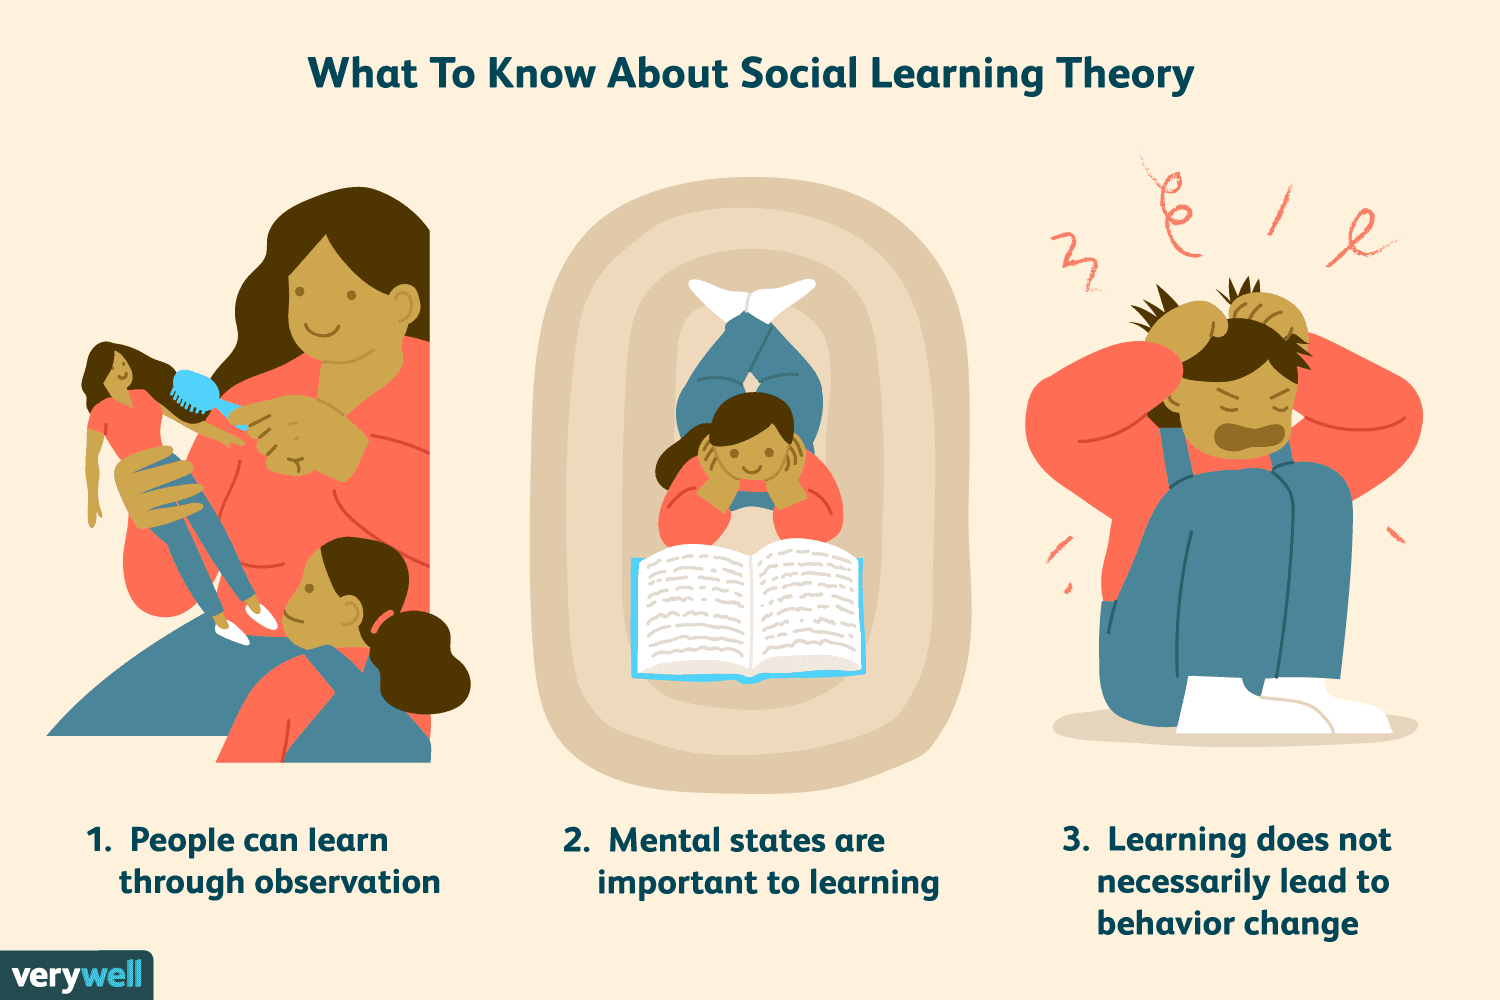 What To Know About Social Learning Theory
1. People can learn
through observation
2. Mental states are
important to learning
3. Learning does not
necessarily lead to
behavior change
verywell